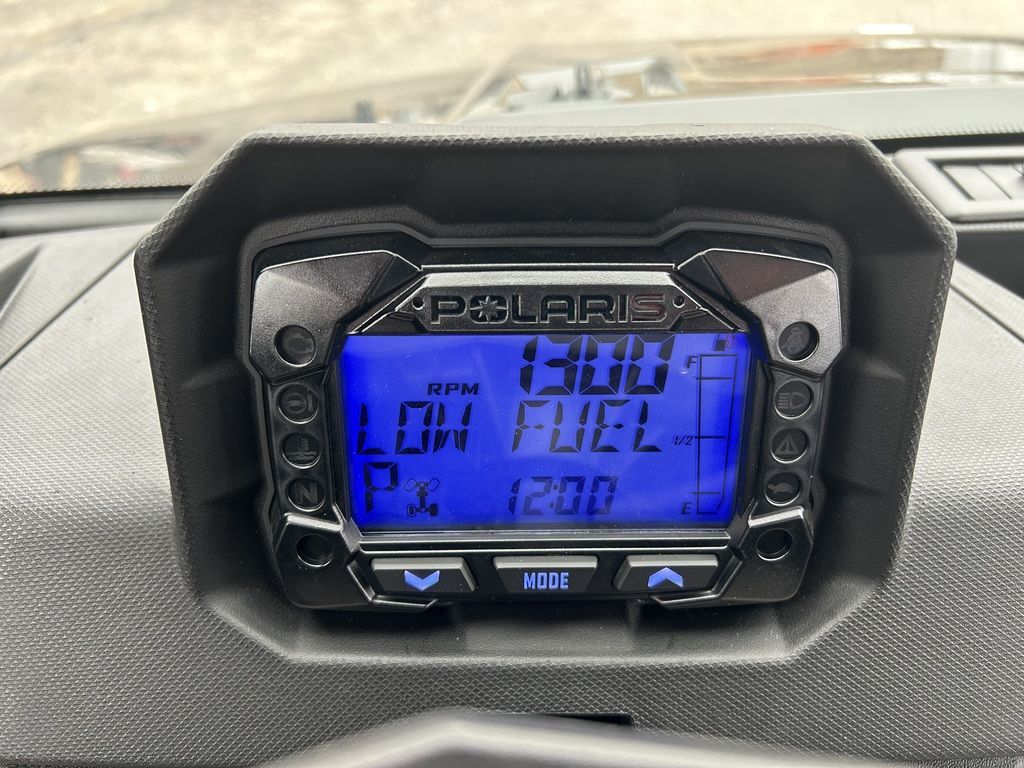 POLARIS
1300
RPM
F
LOW FUEL
1/2
P
12:00
E
N
MODE